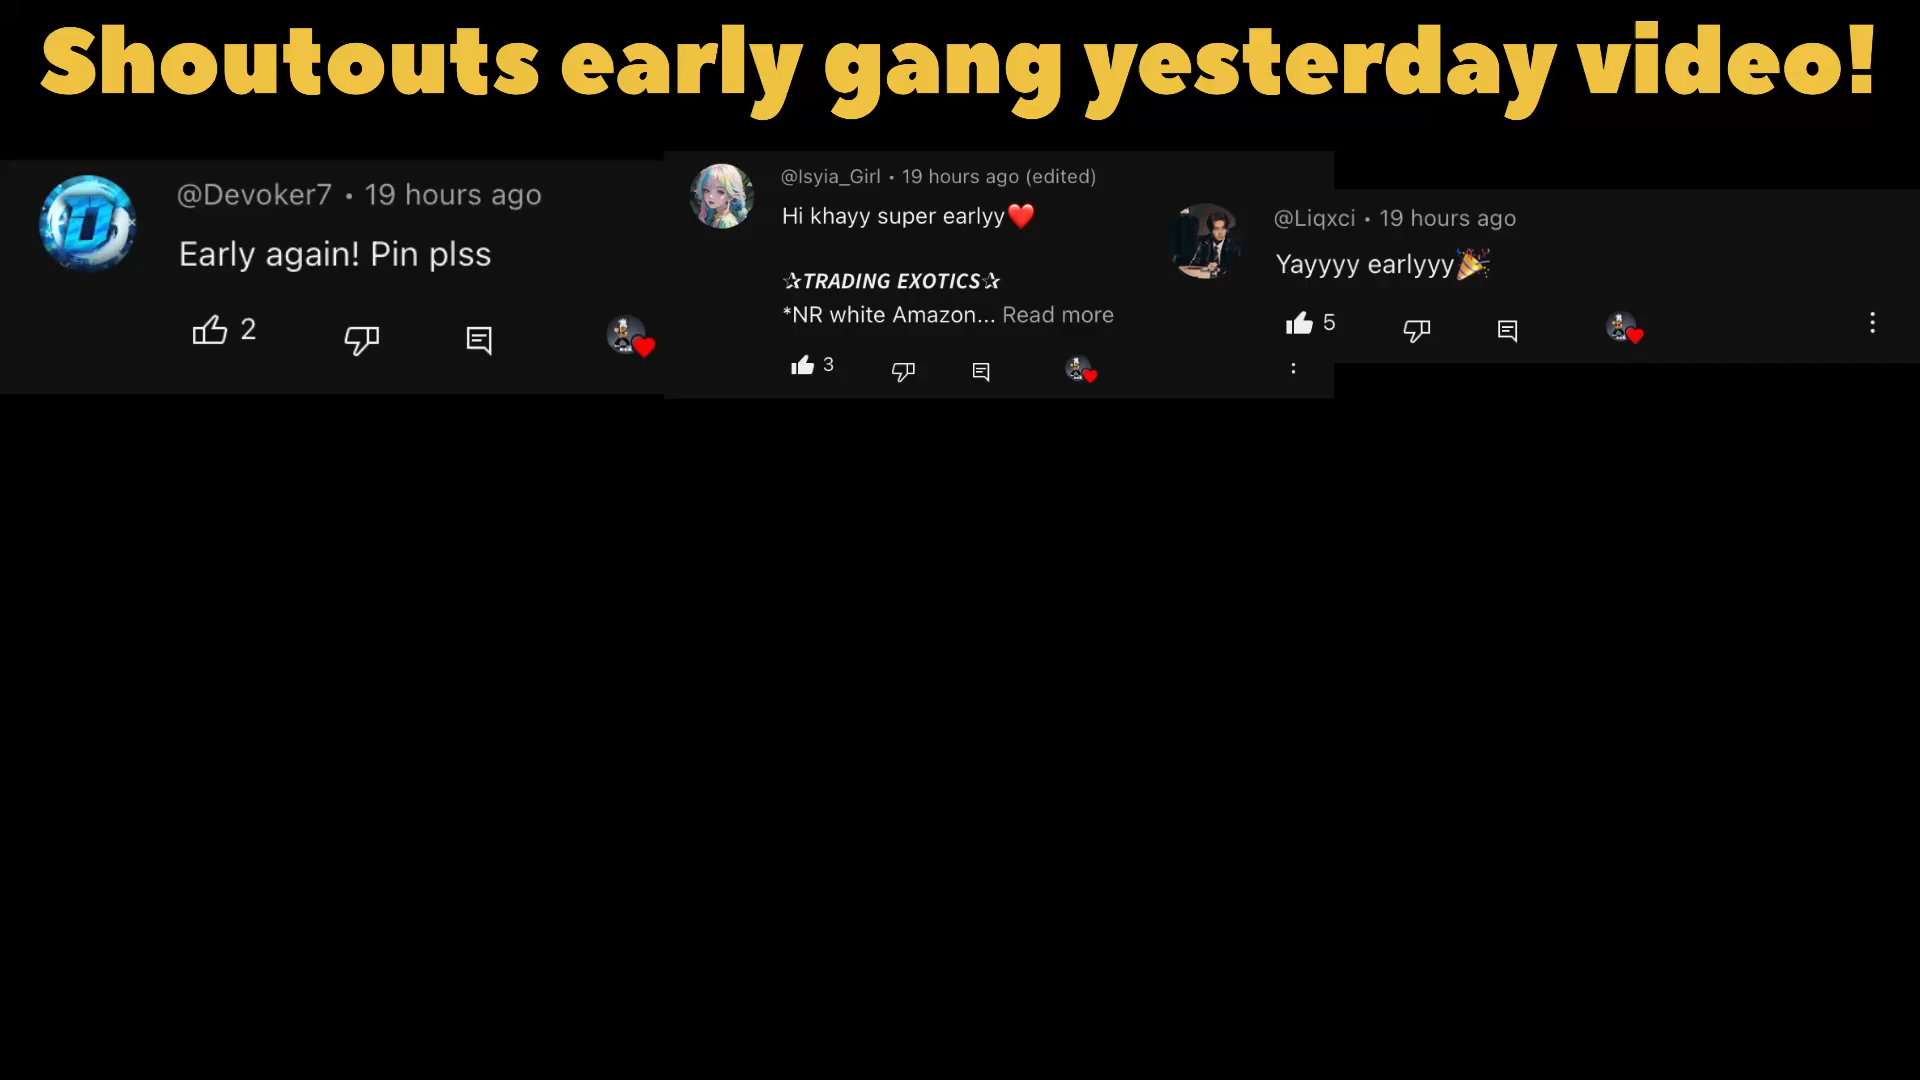 Shoutouts early gang yesterday video!
@Devoker7 • 19 hours ago
Early again! Pin plss
2
@Isyia_Girl • 19 hours ago (edited)
Hi khayy super earlyy❤️
✰TRADING EXOTICS✰
*NR white Amazon... Read more
3
@Liqxci • 19 hours ago
Yayyyy earlyyy🎉
5